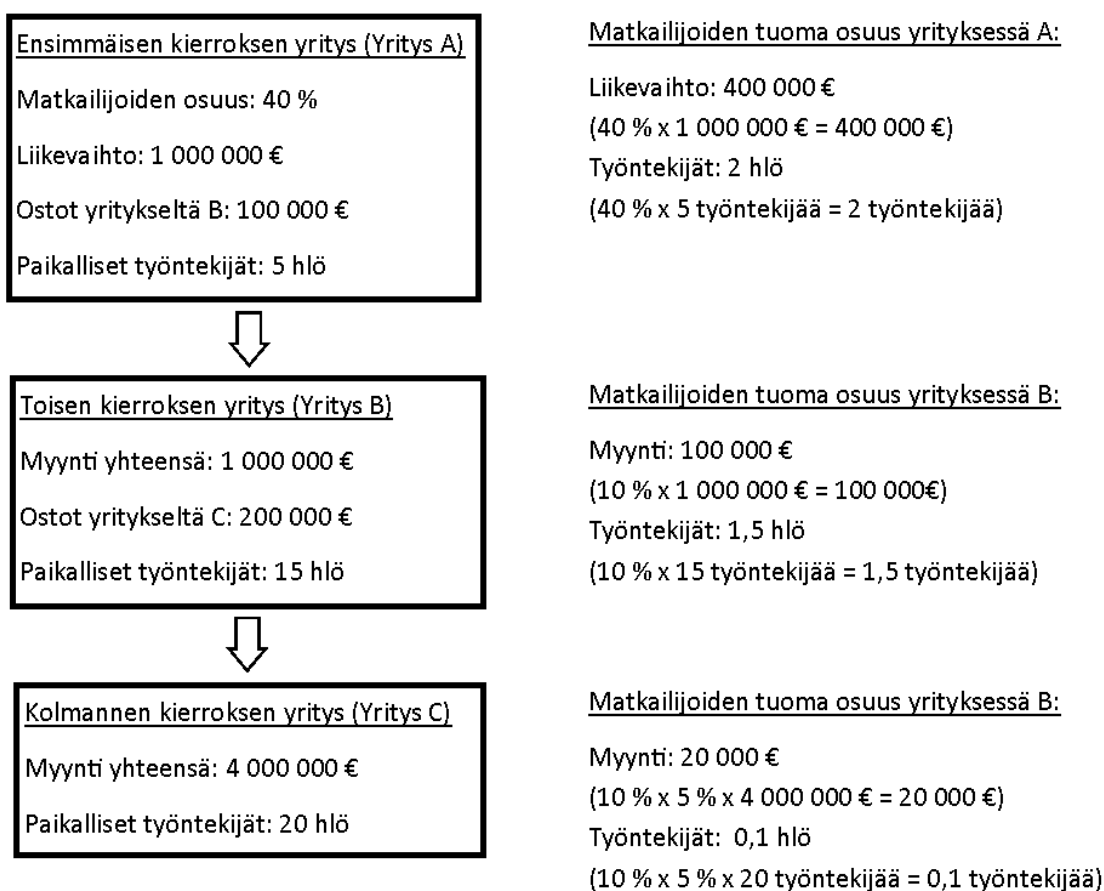 Ensimmäisen kierroksen yritys (Yritys A)
Matkailijoiden osuus: 40 %
Liikevaihto: 1 000 000 €
Ostot yritykseltä B: 100 000 €
Paikalliset työntekijät: 5 hlö
Matkailijoiden tuoma osuus yrityksessä A:
Liikevaihto: 400 000 €
(40 % x 1 000 000 € = 400 000 €)
Työntekijät: 2 hlö
(40 % x 5 työntekijää = 2 työntekijää)
Toisen kierroksen yritys (Yritys B)
Myynti yhteensä: 1 000 000 €
Ostot yritykseltä C: 200 000 €
Paikalliset työntekijät: 15 hlö
Matkailijoiden tuoma osuus yrityksessä B:
Myynti: 100 000 €
(10 % x 1 000 000 € = 100 000€)
Työntekijät: 1,5 hlö
(10 % x 15 työntekijää = 1,5 työntekijää)
Kolmannen kierroksen yritys (Yritys C)
Myynti yhteensä: 4 000 000 €
Paikalliset työntekijät: 20 hlö
Matkailijoiden tuoma osuus yrityksessä B:
Myynti: 20 000 €
(10 % x 5 % x 4 000 000 € = 20 000 €)
Työntekijät: 0,1 hlö
(10 % x 5 % x 20 työntekijää = 0,1 työntekijää)